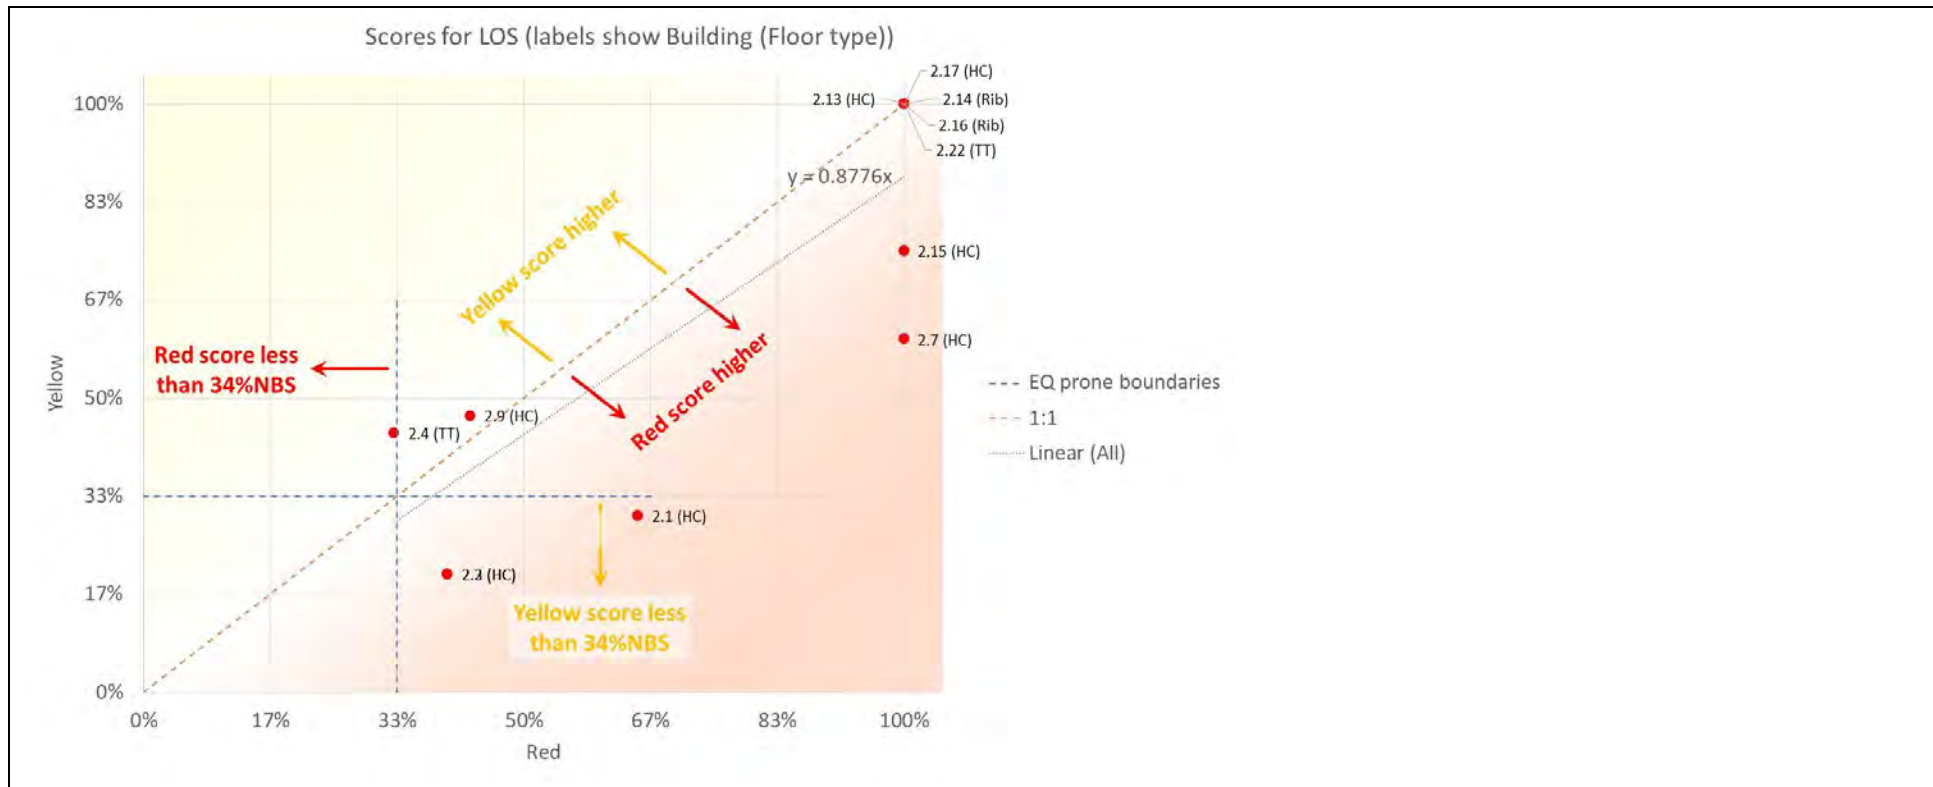 Scores for LOS (labels show Building (Floor type))
100%
83%
67%
50%
33%
17%
0%
Yellow
0%
17%
33%
50%
67%
83%
100%
Red
2.17 (HC)
2.13 (HC)
2.14 (Rib)
2.16 (Rib)
2.22 (TT)
y = 0.8776x
2.15 (HC)
2.7 (HC)
2.9 (HC)
2.4 (TT)
2.1 (HC)
(HC)
Yellow score higher
Red score higher
Red score less
than 34%NBS
Yellow score less
than 34%NBS
EQ prone boundaries
1:1
Linear (All)